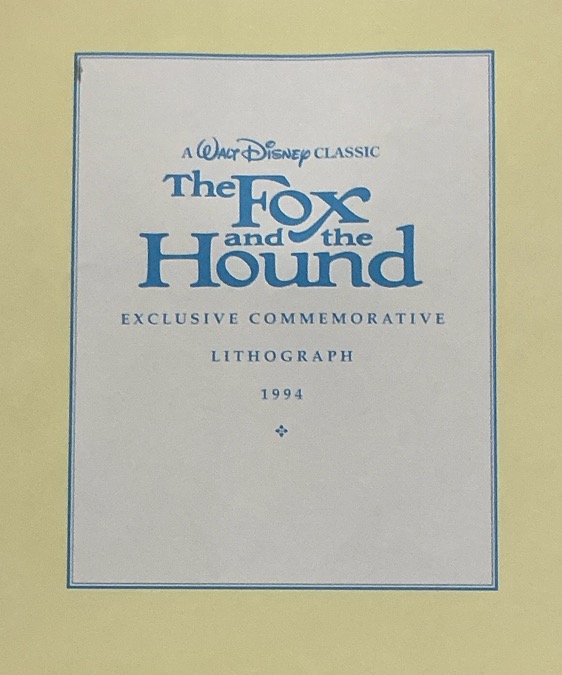 A Walt Disney CLASSIC
The Fox
and the
Hound
EXCLUSIVE COMMEMORATIVE
LITHOGRAPH
1994